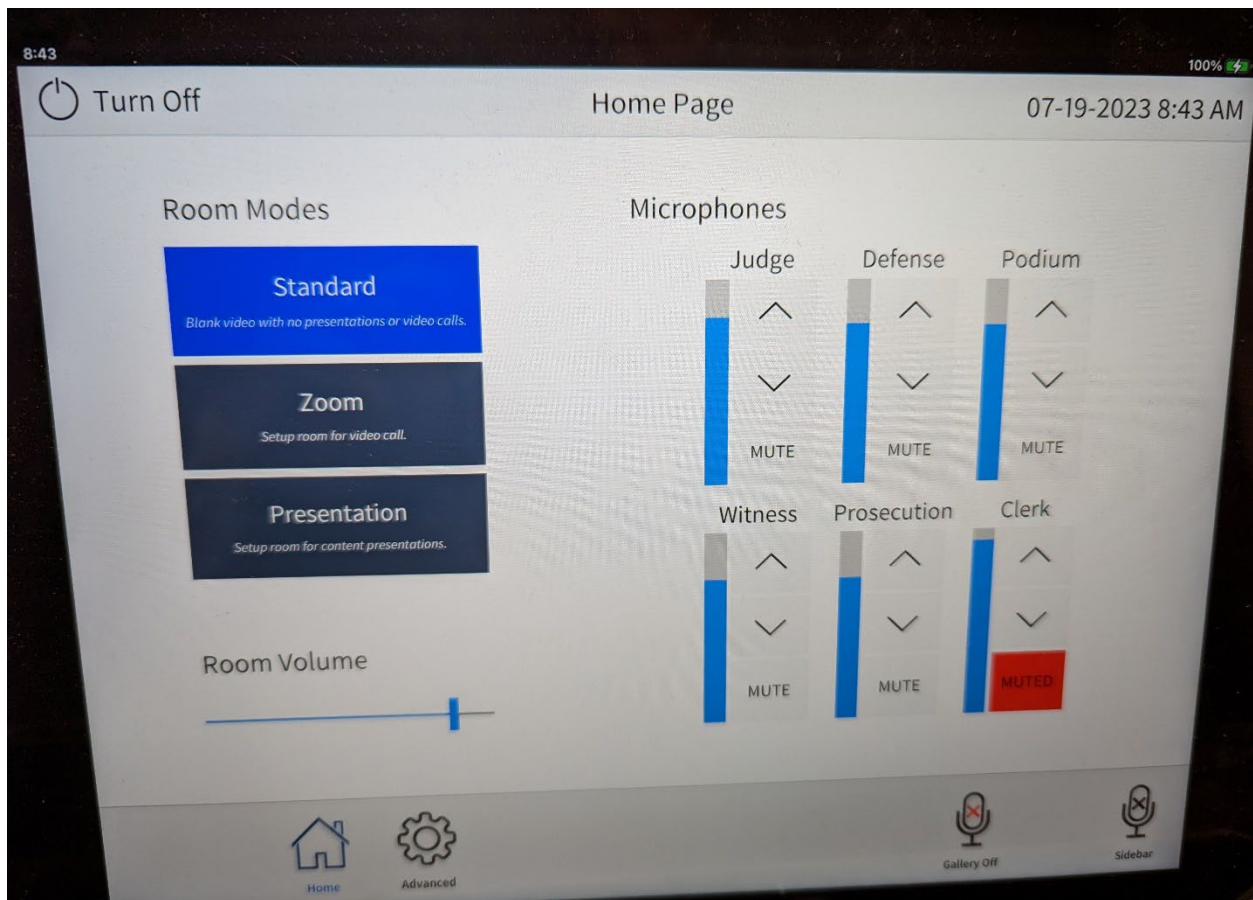 8:43
100%
Turn Off
Home Page
07-19-2023 8:43 AM
Room Modes
Standard
Blank video with no presentations or video calls.
Zoom
Setup room for video call.
Presentation
Setup room for content presentations.
Room Volume
Microphones
Judge
Defense
Podium
MUTE
MUTE
MUTE
Witness
Prosecution
Clerk
MUTE
MUTE
MUTED
Home
Advanced
Gallery Off
Sidebar